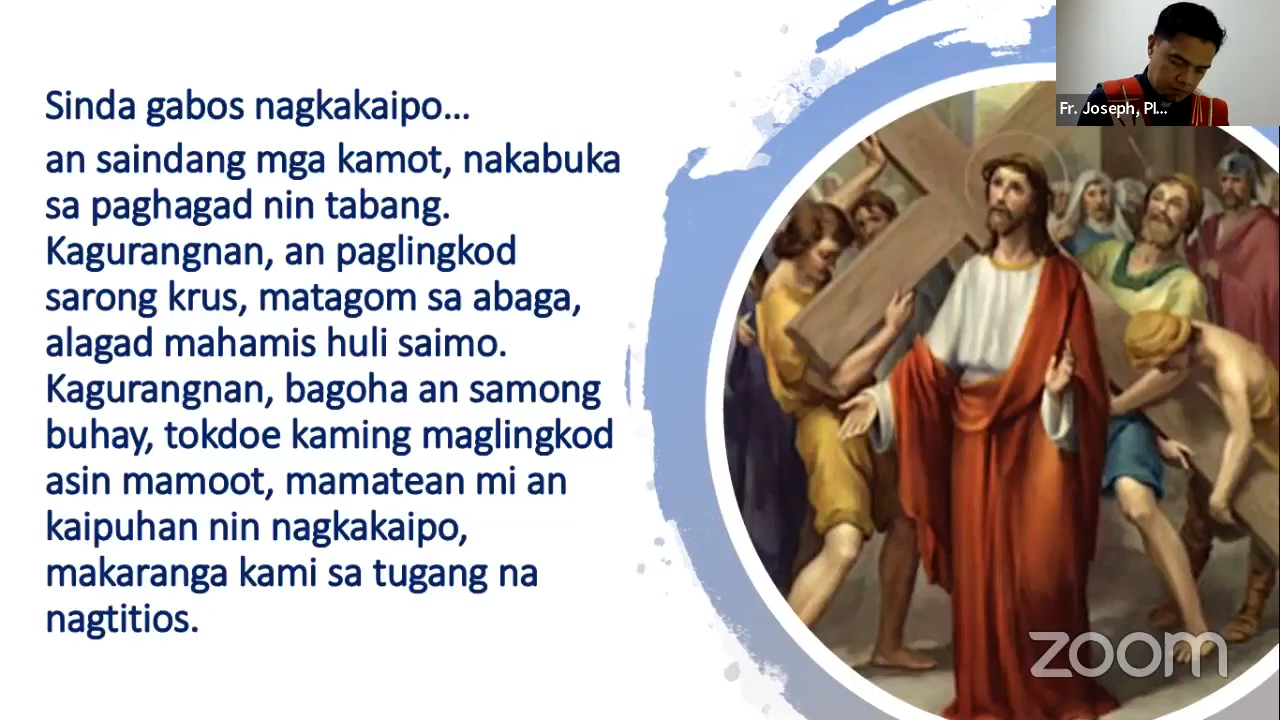 Sinda gabos nagkakaipo...
an saindang mga kamot, nakabuka
sa paghagad nin tabang.
Kagurangnan, an paglingkod
sarong krus, matagom sa abaga,
alagad mahamis huli saimo.
Kagurangnan, bagoha an samong
buhay, tokdoe kaming maglingkod
asin mamoot, mamatean mi an
kaipuhan nin nagkakaipo,
makaranga kami sa tugang na
nagtitios.
Fr. Joseph, Pl...
zoom